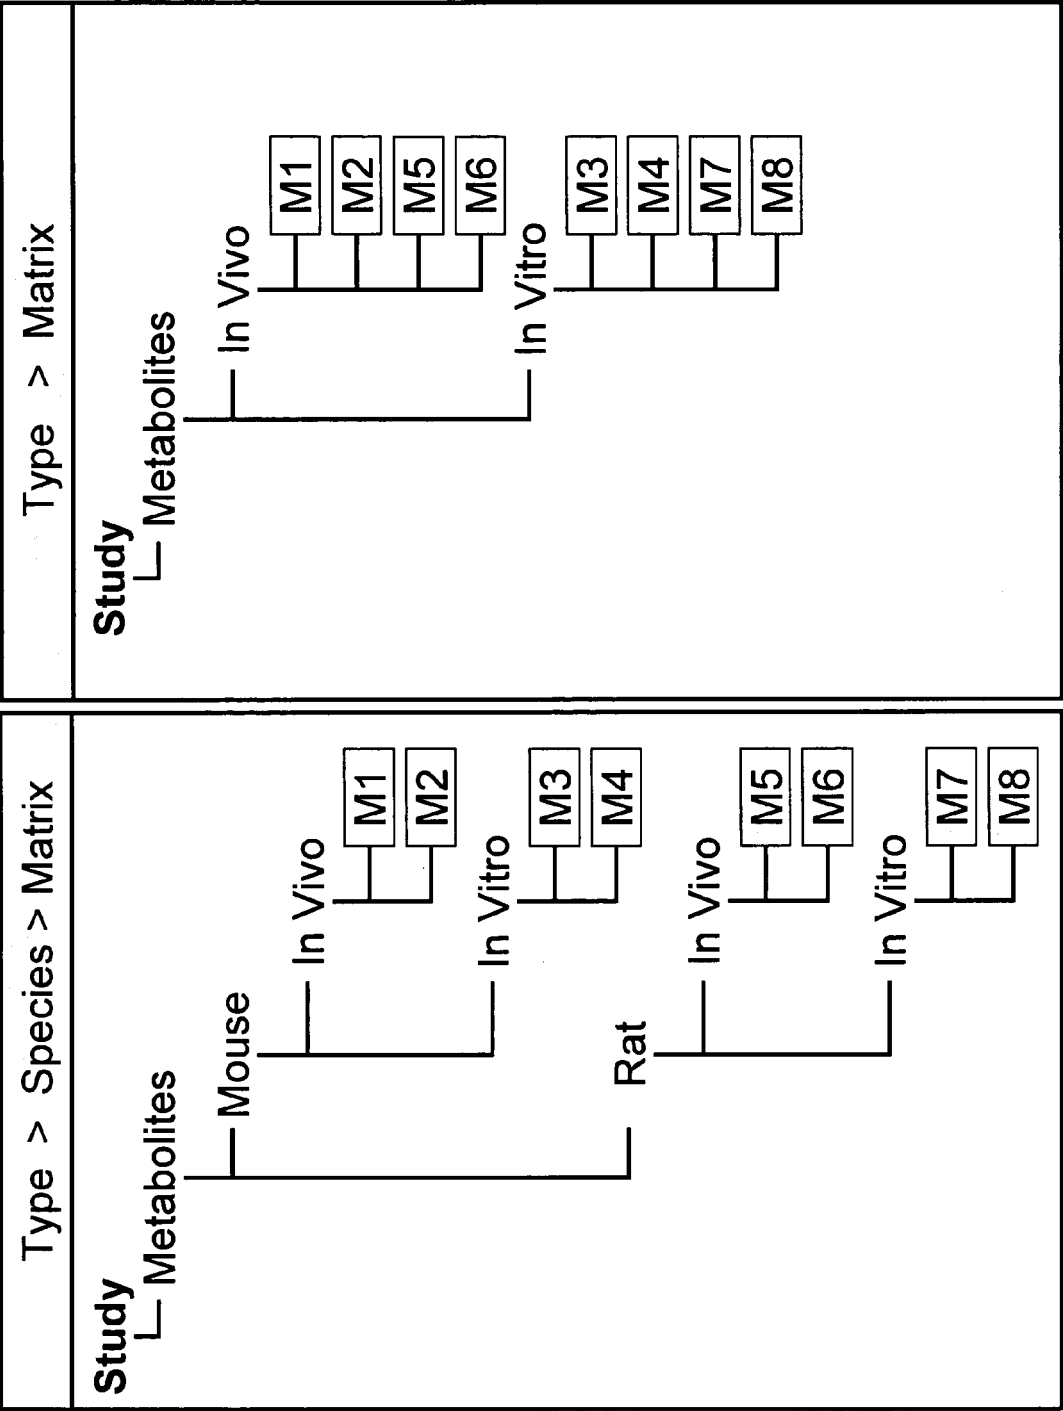 Type > Species > Matrix
Study
Metabolites
Mouse
In Vivo
M1
M2
In Vitro
M3
M4
Rat
In Vivo
M5
M6
In Vitro
M7
M8
Type > Matrix
Study
Metabolites
In Vivo
M1
M2
M5
M6
In Vitro
M3
M4
M7
M8